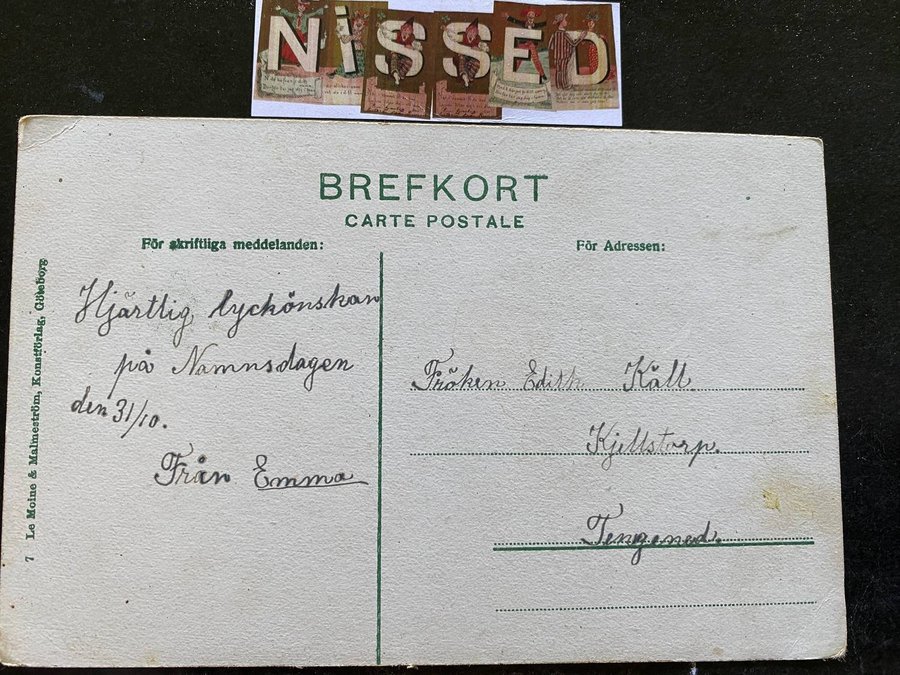 NiSSED
BREFKORT
CARTE POSTALE
För skriftliga meddelanden:
För Adressen:
Hjärtlig lyckönskan
på Namnsdagen
den 31/10.
Från Emma
Fröken Edith Käll
Kjellstorp.
Tengened.
7 Le Moine & Malmeström, Konstförlag, Göteborg